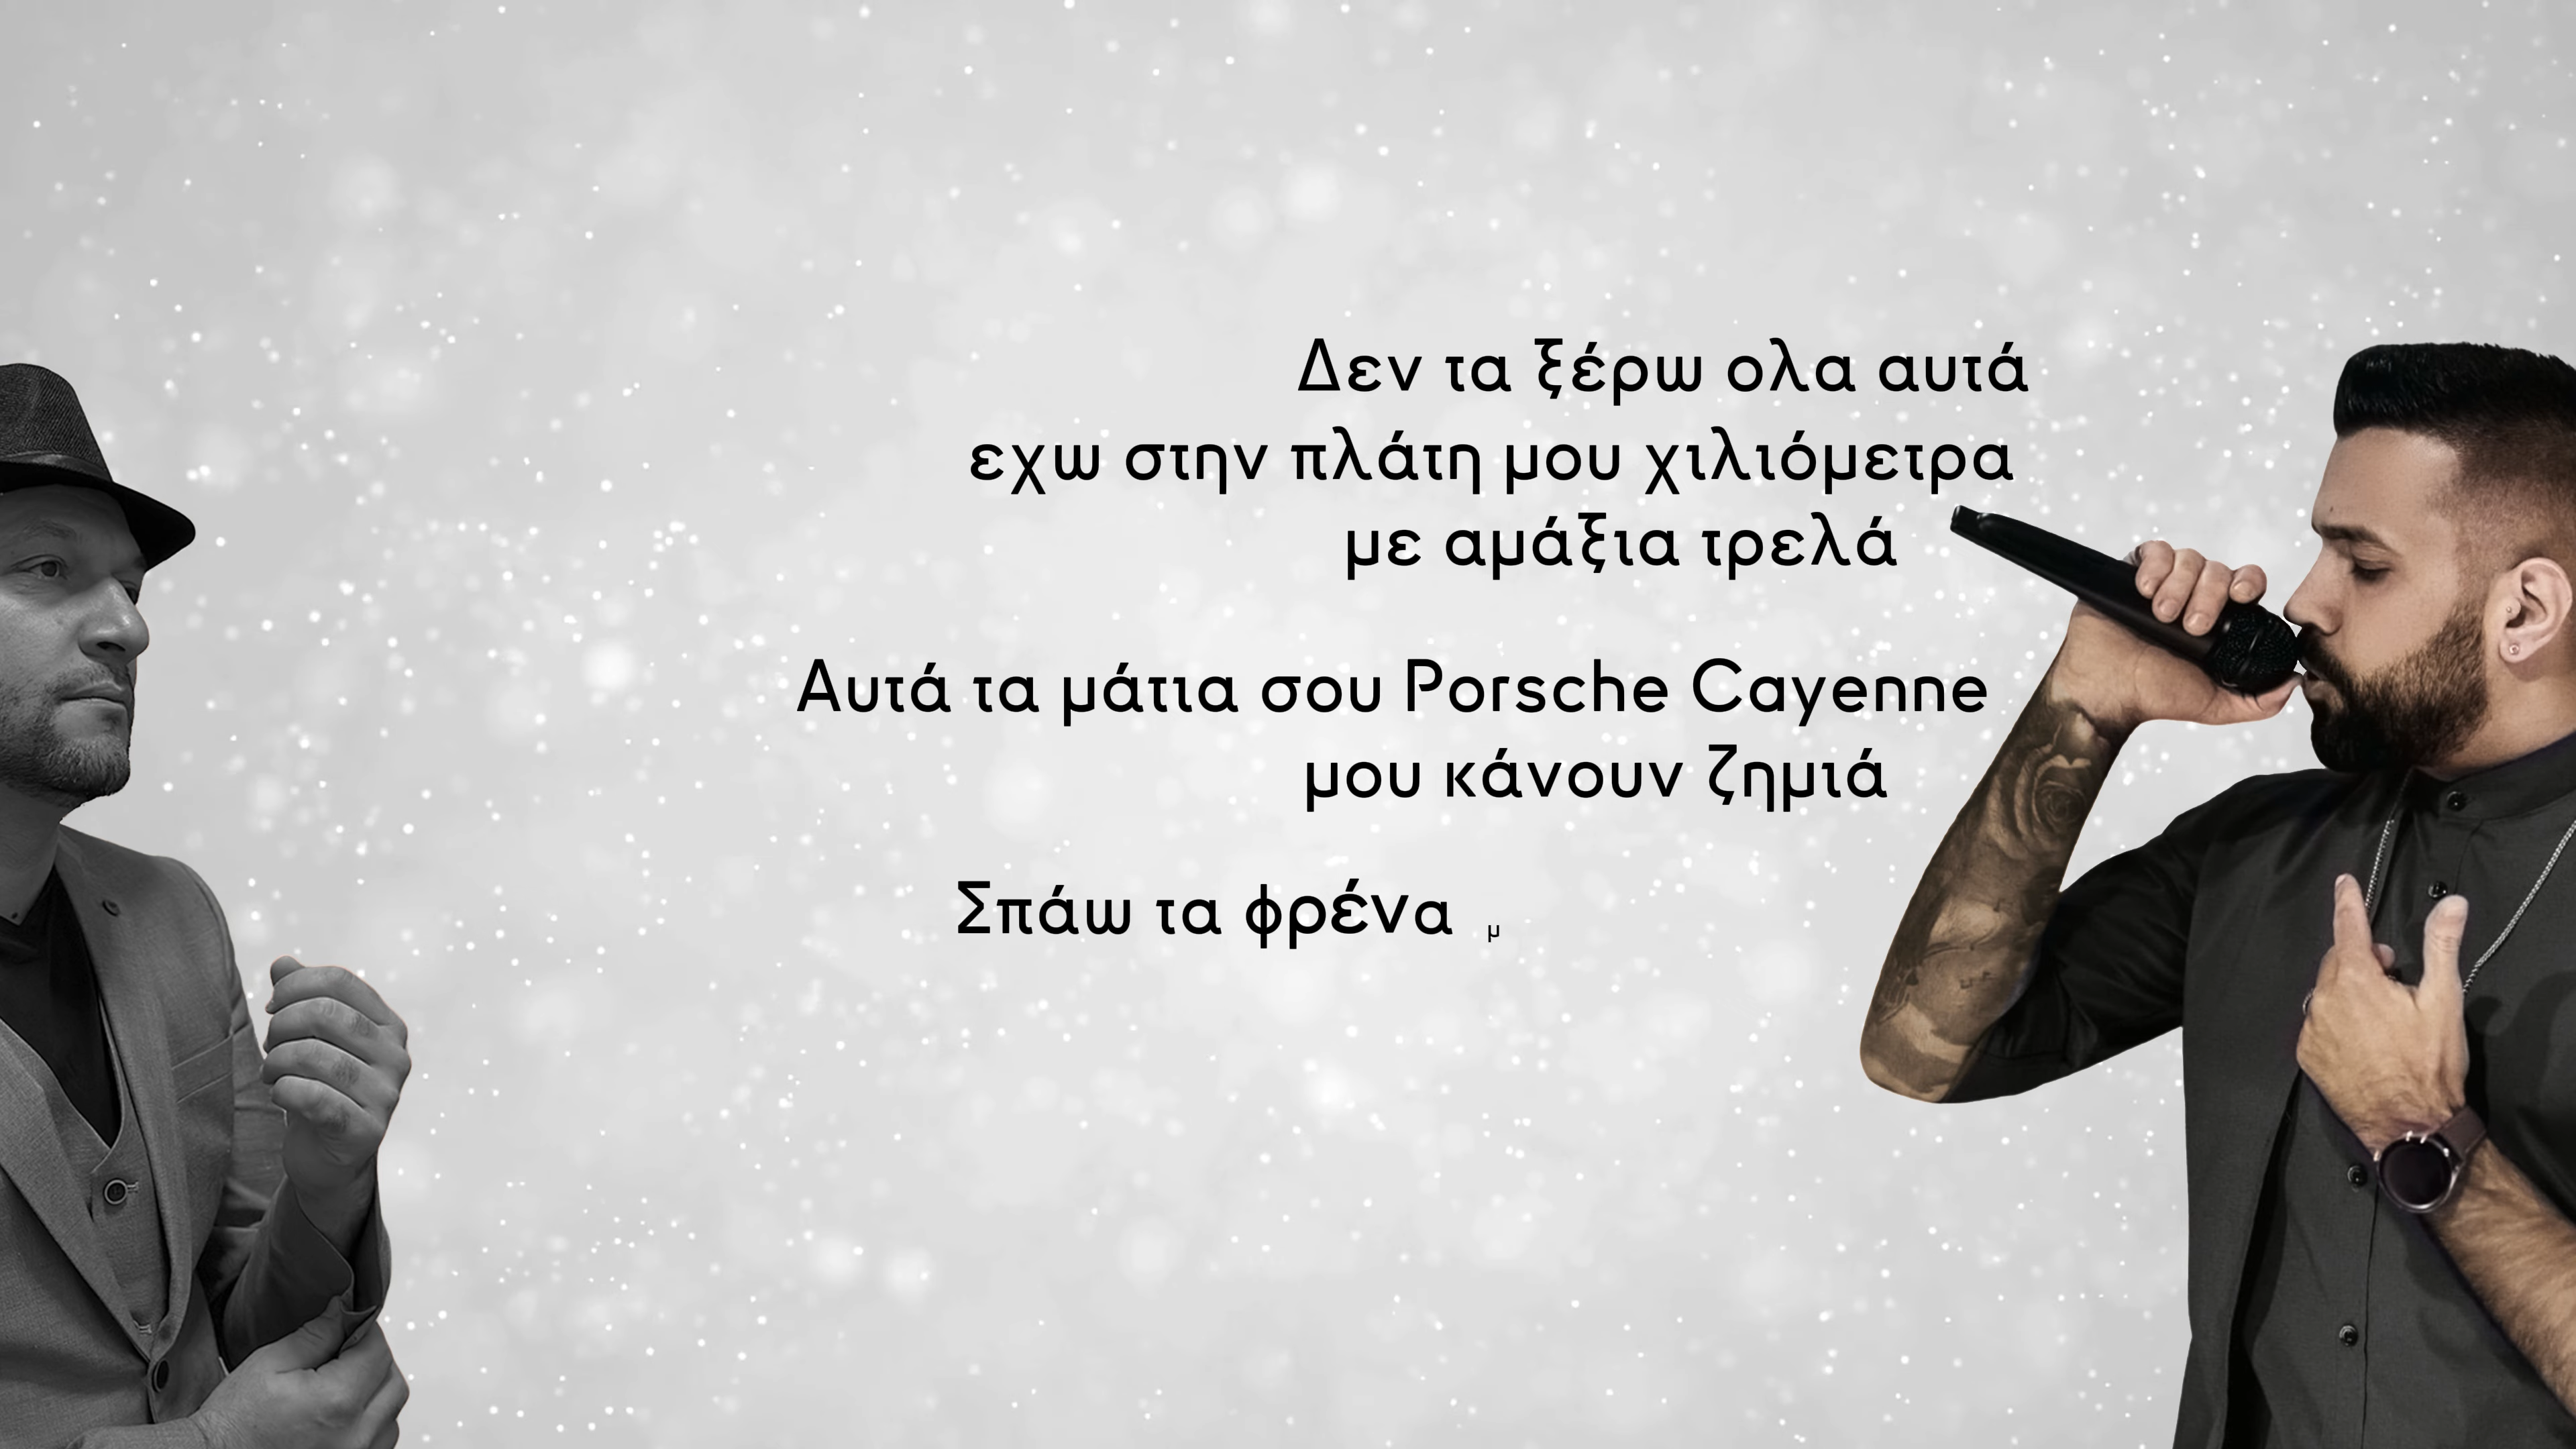 Δεν τα ξέρω ολα αυτά
εχω στην πλάτη μου χιλιόμετρα
με αμάξια τρελά
Αυτά τα μάτια σου Porsche Cayenne
μου κάνουν ζημιά
Σπάω τα φρένα μ